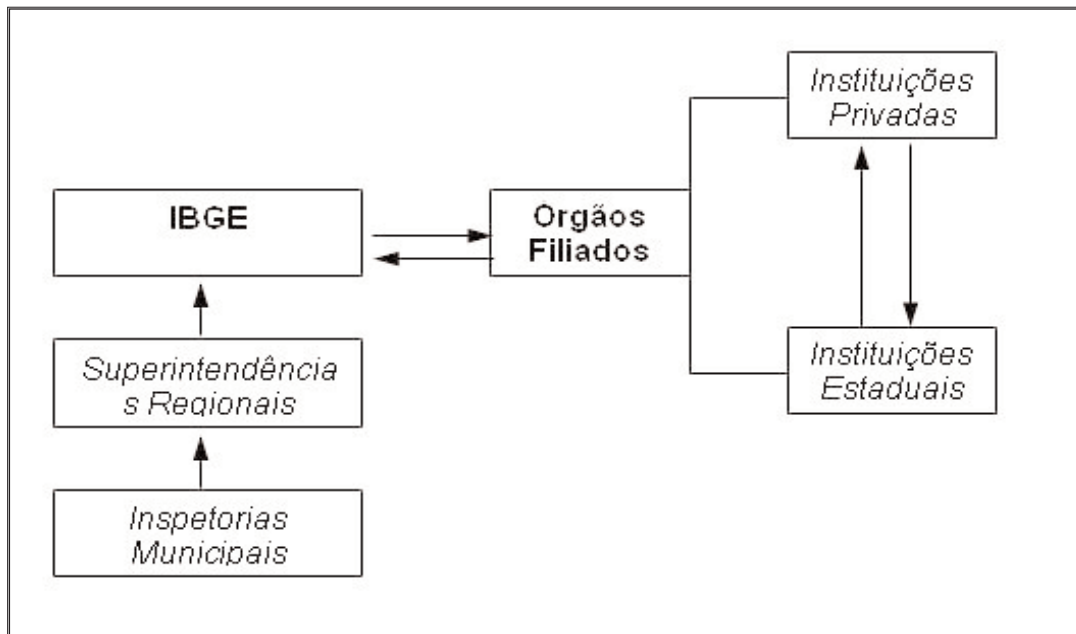 Instituições
Privadas
IBGE
Orgãos
Filiados
Superintendência
s Regionais
Instituições
Estaduais
Inspetorias
Municipais